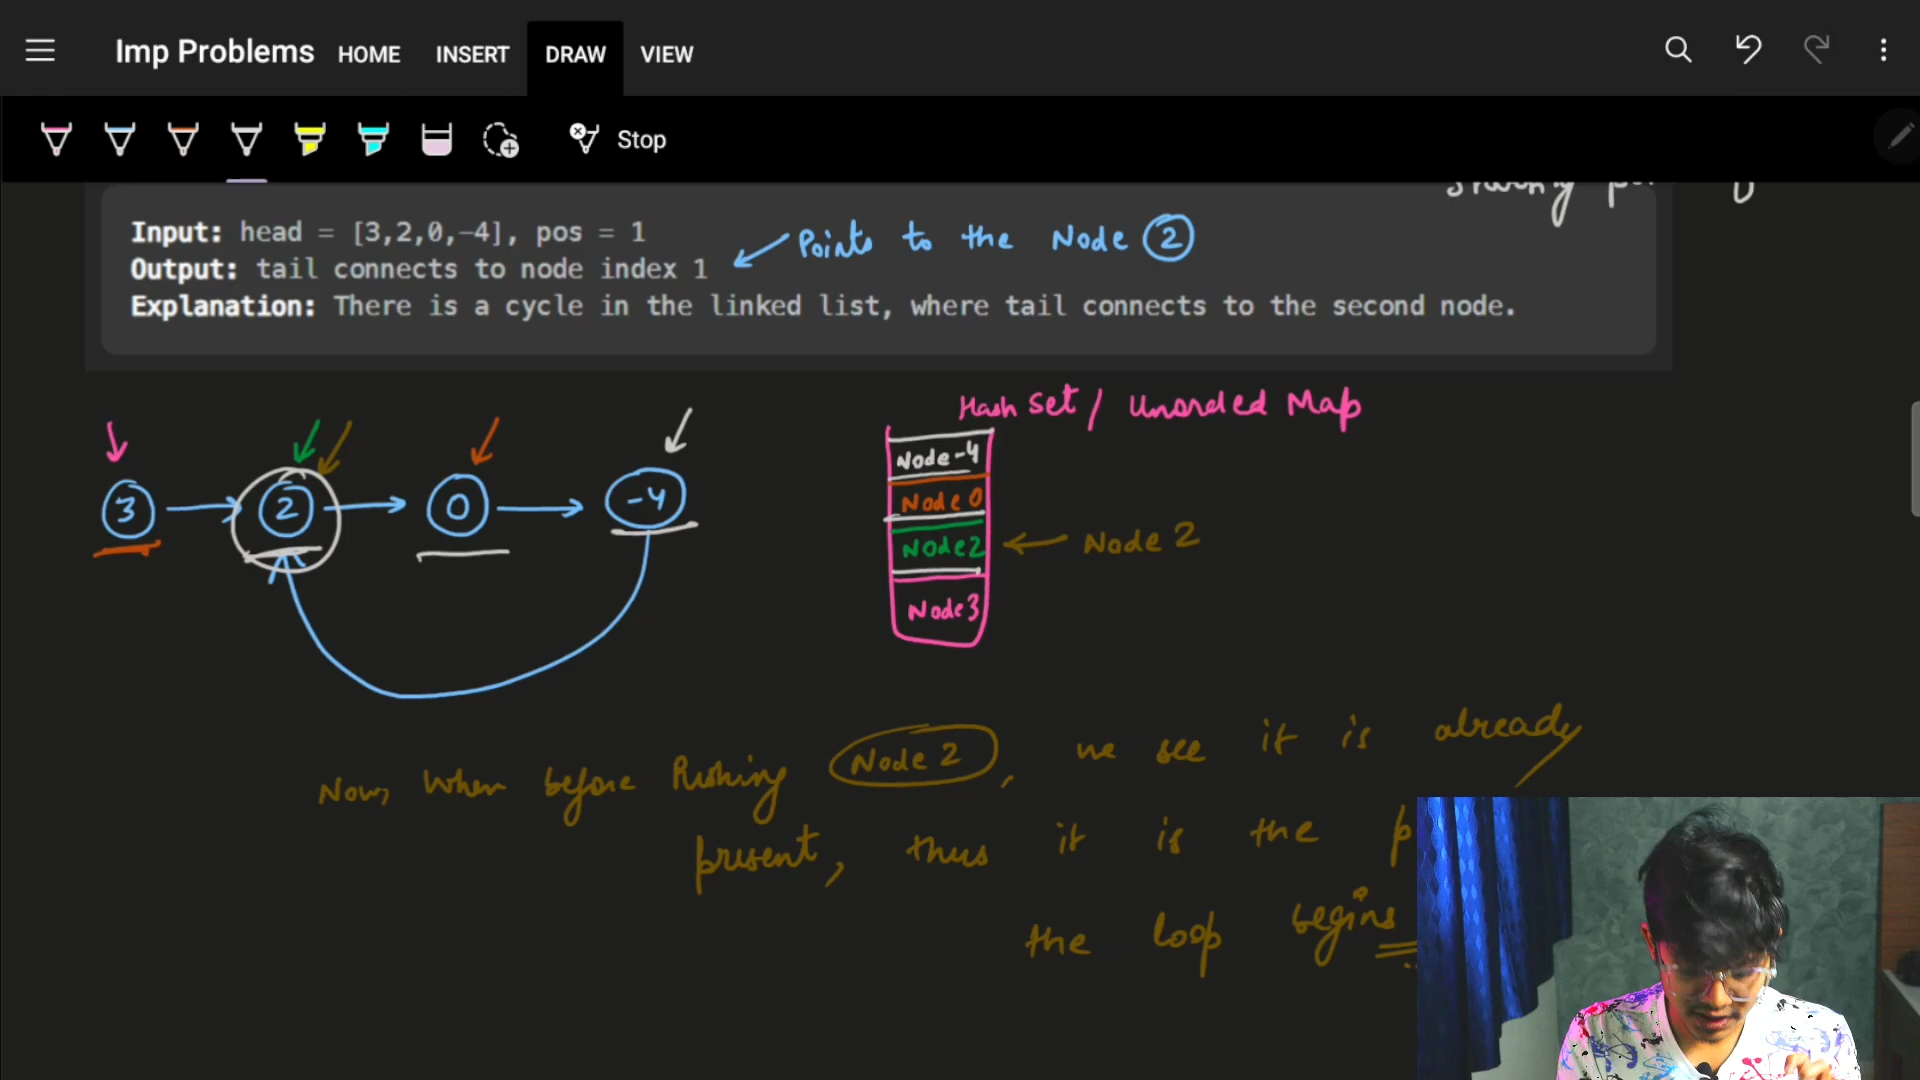 Imp Problems HOME INSERT DRAW VIEW
Stop
Input: head = [3,2,0,-4], pos = 1
Points to the Node 2
Output: tail connects to node index 1
Explanation: There is a cycle in the linked list, where tail connects to the second node.
Hash Set / Unorded Map
3 2 0 -4
Node -4
Node 0
Node 2
Node 2
Node 3
Now, When before Pushing Node 2, we see it is already
present, thus it is the
the loop begins